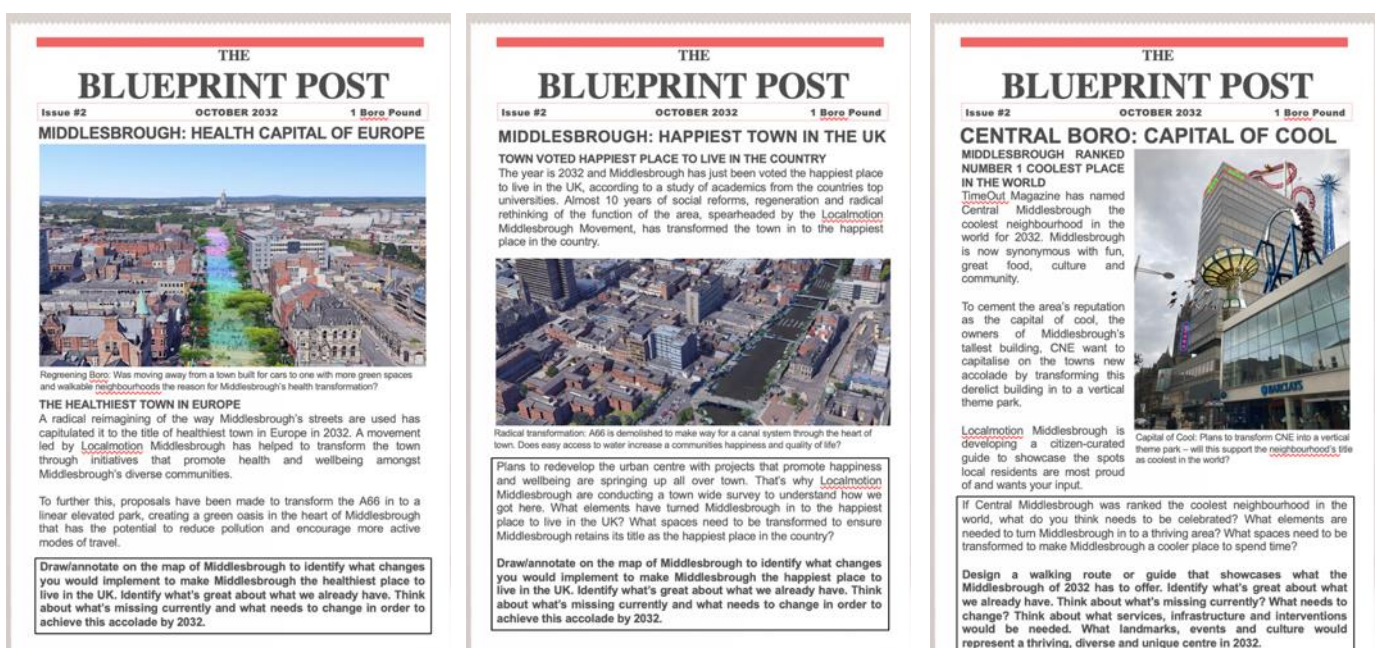 THE
BLUEPRINT POST
Issue #2 OCTOBER 2032 1 Boro Pound
MIDDLESBROUGH: HEALTH CAPITAL OF EUROPE
Regreening Boro: Was moving away from a town built for cars to one with more green spaces
and walkable neighbourhoods the reason for Middlesbrough's health transformation?
THE HEALTHIEST TOWN IN EUROPE
A radical reimagining of the way Middlesbrough's streets are used has
capitulated it to the title of healthiest town in Europe in 2032. A movement
led by Localmotion Middlesbrough has helped to transform the town
through initiatives that promote health and wellbeing amongst
Middlesbrough's diverse communities.
To further this, proposals have been made to transform the A66 in to a
linear elevated park, creating a green oasis in the heart of Middlesbrough
that has the potential to reduce pollution and encourage more active
modes of travel.
Draw/annotate on the map of Middlesbrough to identify what changes
you would implement to make Middlesbrough the healthiest place to
live in the UK. Identify what's great about what we already have. Think
about what's missing currently and what needs to change in order to
achieve this accolade by 2032.
THE
BLUEPRINT POST
Issue #2 OCTOBER 2032 1 Boro Pound
MIDDLESBROUGH: HAPPIEST TOWN IN THE UK
TOWN VOTED HAPPIEST PLACE TO LIVE IN THE COUNTRY
The year is 2032 and Middlesbrough has just been voted the happiest place
to live in the UK, according to a study of academics from the countries top
universities. Almost 10 years of social reforms, regeneration and radical
rethinking of the function of the area, spearheaded by the Localmotion
Middlesbrough Movement, has transformed the town in to the happiest
place in the country.
Radical transformation: A66 is demolished to make way for a canal system through the heart of
town. Does easy access to water increase a communities happiness and quality of life?
Plans to redevelop the urban centre with projects that promote happiness
and wellbeing are springing up all over town. That's why Localmotion
Middlesbrough are conducting a town wide survey to understand how we
got here. What elements have turned Middlesbrough in to the happiest
place to live in the UK? What spaces need to be transformed to ensure
Middlesbrough retains its title as the happiest place in the country?
Draw/annotate on the map of Middlesbrough to identify what changes
you would implement to make Middlesbrough the happiest place to
live in the UK. Identify what's great about what we already have. Think
about what's missing currently and what needs to change in order to
achieve this accolade by 2032.
THE
BLUEPRINT POST
Issue #2 OCTOBER 2032 1 Boro Pound
CENTRAL BORO: CAPITAL OF COOL
MIDDLESBROUGH RANKED
NUMBER 1 COOLEST PLACE
IN THE WORLD
TimeOut Magazine has named
Central Middlesbrough the
coolest neighbourhood in the
world for 2032. Middlesbrough
is now synonymous with fun,
great food, culture and
community.
To cement the area's reputation
as the capital of cool, the
owners of Middlesbrough's
tallest building, CNE want to
capitalise on the towns new
accolade by transforming this
derelict building in to a vertical
theme park.
Localmotion Middlesbrough is
developing a citizen-curated
guide to showcase the spots
local residents are most proud
of and wants your input.
BARCLAYS
Capital of Cool: Plans to transform CNE into a vertical
theme park – will this support the neighbourhood's title
as coolest in the world?
If Central Middlesbrough was ranked the coolest neighbourhood in the
world, what do you think needs to be celebrated? What elements are
needed to turn Middlesbrough in to a thriving area? What spaces need to be
transformed to make Middlesbrough a cooler place to spend time?
Design a walking route or guide that showcases what the
Middlesbrough of 2032 has to offer. Identify what's great about what
we already have. Think about what's missing currently? What needs to
change? Think about what services, infrastructure and interventions
would be needed. What landmarks, events and culture would
represent a thriving, diverse and unique centre in 2032.